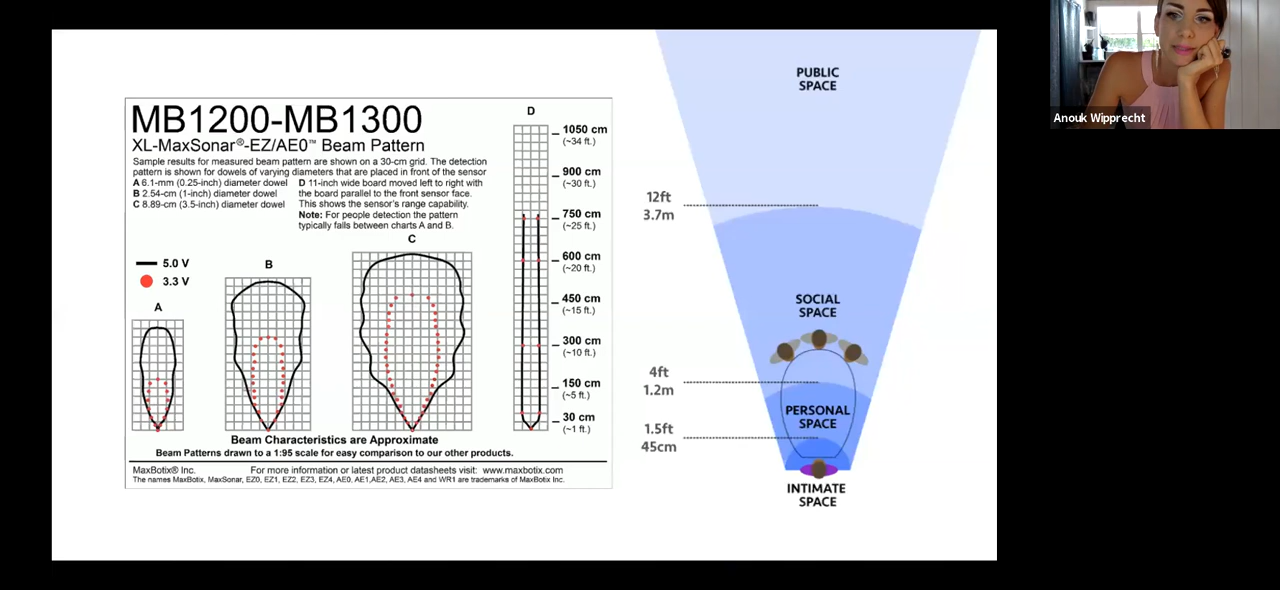 MB1200-MB1300
XL-MaxSonar®-EZ/AE0™ Beam Pattern
Sample results for measured beam pattern are shown on a 30-cm grid. The detection
pattern is shown for dowels of varying diameters that are placed in front of the sensor
A 6.1-mm (0.25-inch) diameter dowel
B 2.54-cm (1-inch) diameter dowel
C 8.89-cm (3.5-inch) diameter dowel
D 11-inch wide board moved left to right with
the board parallel to the front sensor face.
This shows the sensor's range capability.
Note: For people detection the pattern
typically falls between charts A and B.
5.0 V
3.3 V
A
B
C
D
1050 cm
(~34 ft.)
900 cm
(~30 ft.)
750 cm
(~25 ft.)
600 cm
(~20 ft.)
450 cm
(~15 ft.)
300 cm
(~10 ft.)
150 cm
(~5 ft.)
30 cm
(~1 ft.)
Beam Characteristics are Approximate
Beam Patterns drawn to a 1:95 scale for easy comparison to our other products.
MaxBotix® Inc.
For more information or latest product datasheets visit: www.maxbotix.com
The names MaxBotix, MaxSonar, EZ0, EZ1, EZ2, EZ3, EZ4, AE0, AE1,AE2, AE3, AE4 and WR1 are trademarks of MaxBotix Inc.
PUBLIC
SPACE
12ft
3.7m
SOCIAL
SPACE
4ft
1.2m
PERSONAL
SPACE
1.5ft
45cm
INTIMATE
SPACE
Anouk Wipprecht